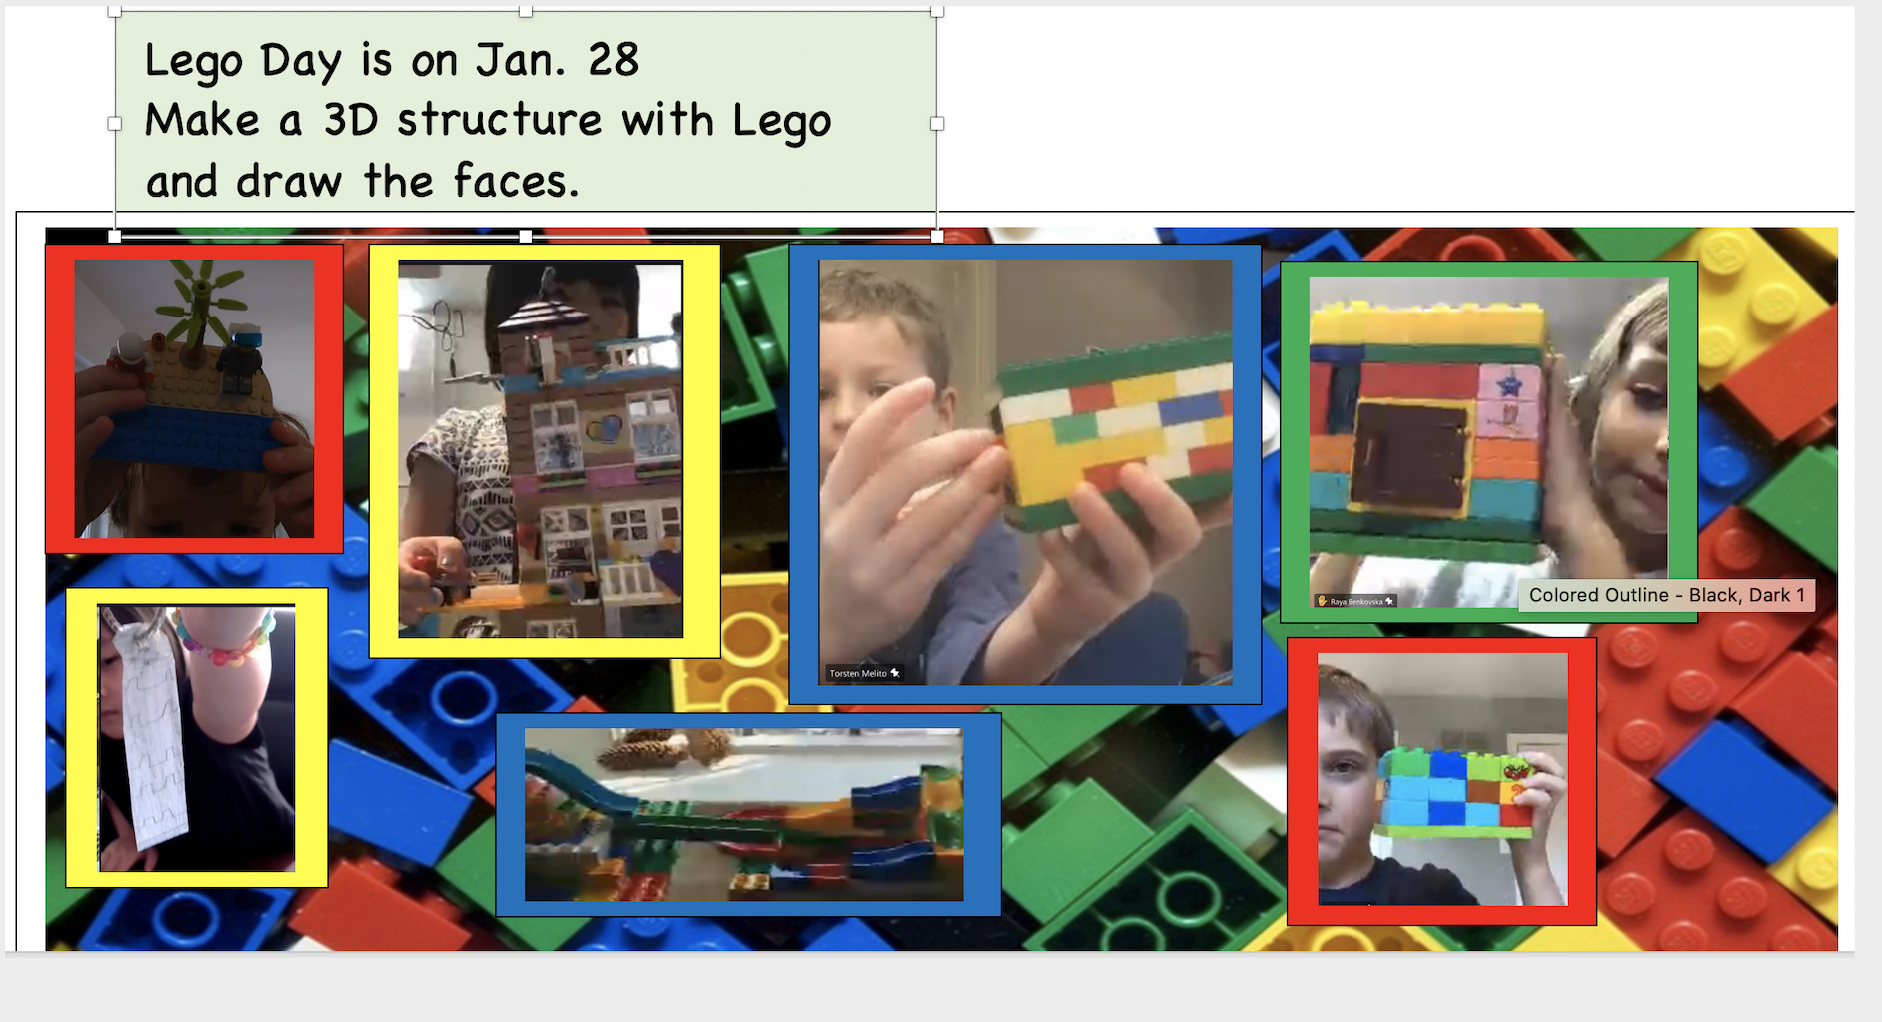 Lego Day is on Jan. 28
Make a 3D structure with Lego
and draw the faces.
Torsten Melito
Raya Benkovska
Colored Outline - Black, Dark 1